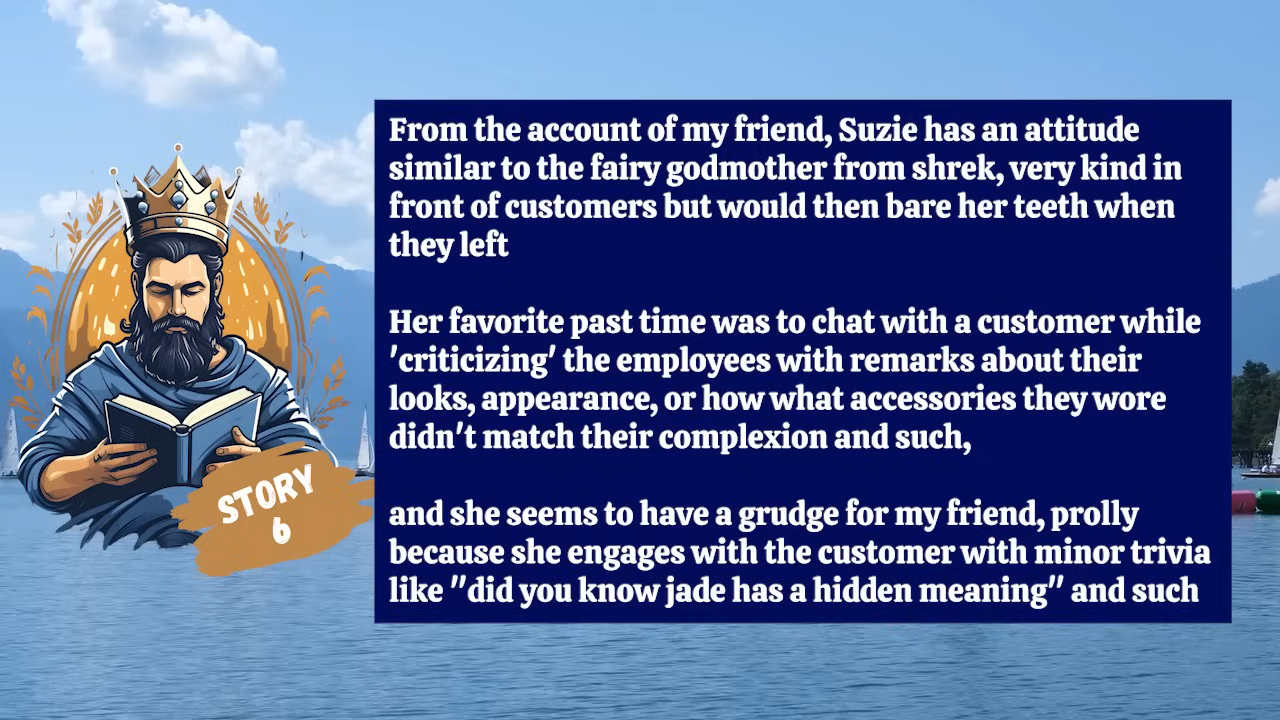 From the account of my friend, Suzie has an attitude
similar to the fairy godmother from shrek, very kind in
front of customers but would then bare her teeth when
they left
Her favorite past time was to chat with a customer while
'criticizing' the employees with remarks about their
looks, appearance, or how what accessories they wore
didn't match their complexion and such,
and she seems to have a grudge for my friend, prolly
because she engages with the customer with minor trivia
like "did you know jade has a hidden meaning" and such
STORY
6